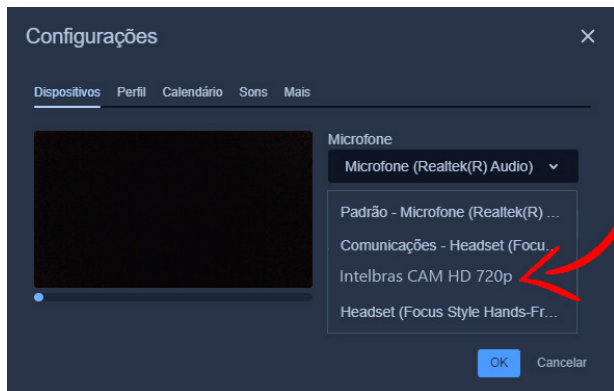 Configurações
Dispositivos Perfil Calendário Sons Mais
Microfone
Microfone (Realtek(R) Audio)
Padrão - Microfone (Realtek(R) ...
Comunicações - Headset (Focu...
Intelbras CAM HD 720p
Headset (Focus Style Hands-Fr...
OK Cancelar